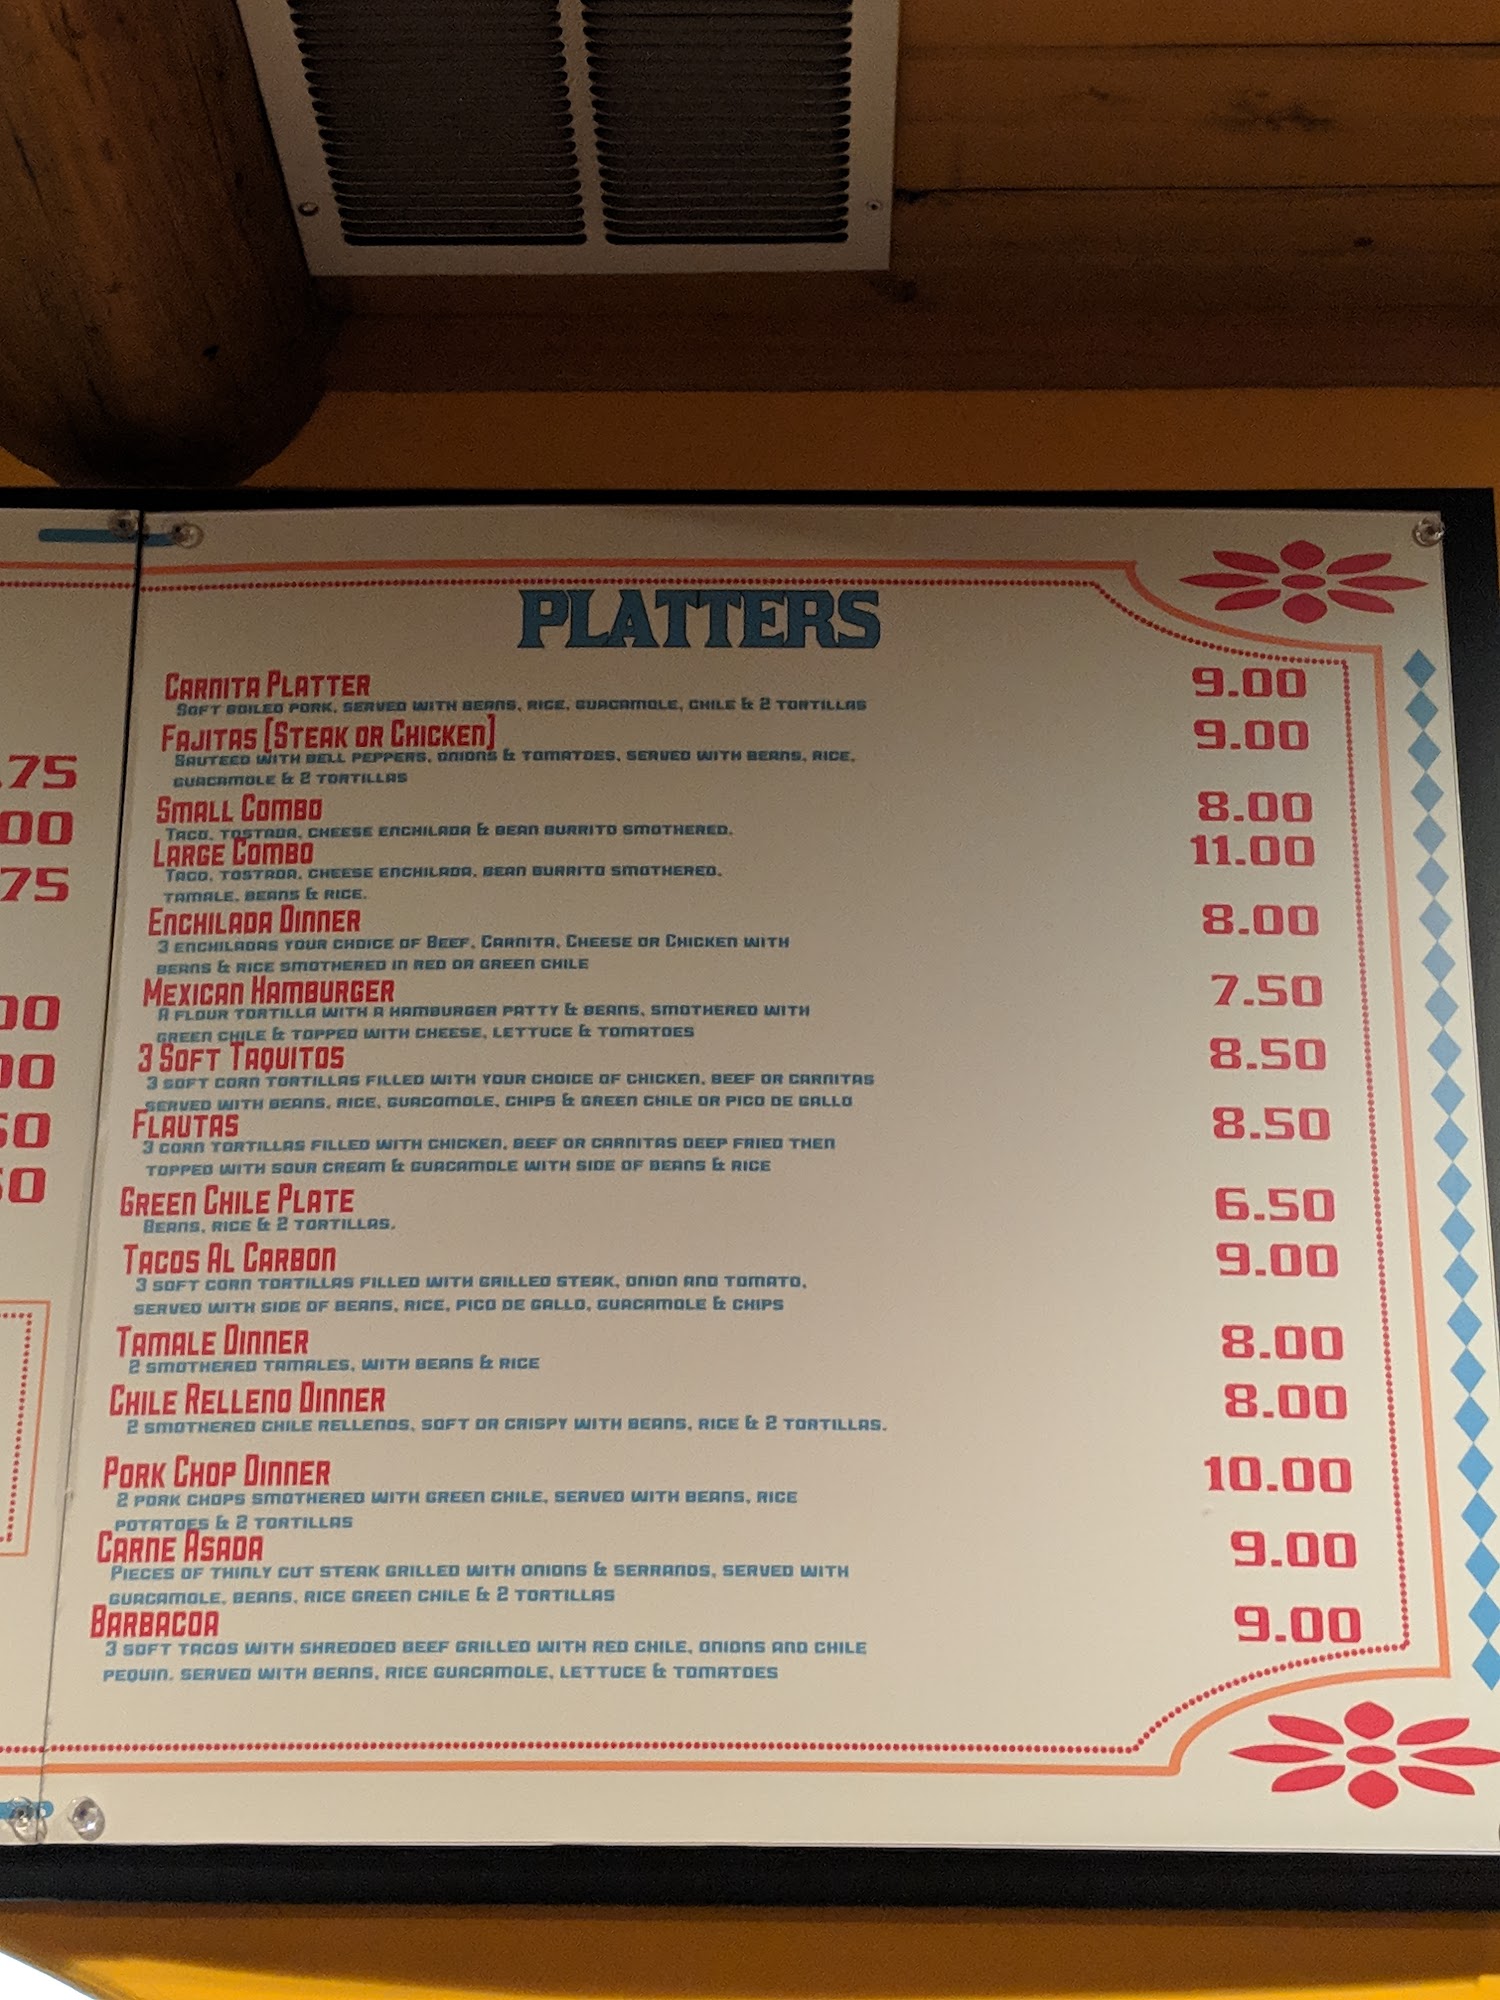 PLATTERS
CARNITA PLATTER 9.00
SOFT BOILED PORK, SERVED WITH BEANS, RICE, GUACAMOLE, CHILE & 2 TORTILLAS
FAJITAS (STEAK OR CHICKEN) 9.00
SAUTEED WITH BELL PEPPERS, ONIONS & TOMATOES, SERVED WITH BEANS, RICE,
GUACAMOLE & 2 TORTILLAS
SMALL COMBO 8.00
TACO, TOSTADA, CHEESE ENCHILADA & BEAN BURRITO SMOTHERED.
LARGE COMBO 11.00
TACO, TOSTADA, CHEESE ENCHILADA, BEAN BURRITO SMOTHERED.
TAMALE, BEANS & RICE.
ENCHILADA DINNER 8.00
3 ENCHILADAS YOUR CHOICE OF BEEF, CARNITA, CHEESE OR CHICKEN WITH
BEANS & RICE SMOTHERED IN RED OR GREEN CHILE
MEXICAN HAMBURGER 7.50
A FLOUR TORTILLA WITH A HAMBURGER PATTY & BEANS, SMOTHERED WITH
GREEN CHILE & TOPPED WITH CHEESE, LETTUCE & TOMATOES
3 SOFT TAQUITOS 8.50
3 SOFT CORN TORTILLAS FILLED WITH YOUR CHOICE OF CHICKEN, BEEF OR CARNITAS
SERVED WITH BEANS, RICE, GUACOMOLE, CHIPS & GREEN CHILE OR PICO DE GALLO
FLAUTAS 8.50
3 CORN TORTILLAS FILLED WITH CHICKEN, BEEF OR CARNITAS DEEP FRIED THEN
TOPPED WITH SOUR CREAM & GUACAMOLE WITH SIDE OF BEANS & RICE
GREEN CHILE PLATE 6.50
BEANS, RICE & 2 TORTILLAS.
TACOS AL CARBON 9.00
3 SOFT CORN TORTILLAS FILLED WITH GRILLED STEAK, ONION AND TOMATO,
SERVED WITH SIDE OF BEANS, RICE, PICO DE GALLO, GUACAMOLE & CHIPS
TAMALE DINNER 8.00
2 SMOTHERED TAMALES, WITH BEANS & RICE
CHILE RELLENO DINNER 8.00
2 SMOTHERED CHILE RELLENOS, SOFT OR CRISPY WITH BEANS, RICE & 2 TORTILLAS.
PORK CHOP DINNER 10.00
2 PORK CHOPS SMOTHERED WITH GREEN CHILE, SERVED WITH BEANS, RICE
POTATOES & 2 TORTILLAS
CARNE ASADA 9.00
PIECES OF THINLY CUT STEAK GRILLED WITH ONIONS & SERRANOS, SERVED WITH
GUACAMOLE, BEANS, RICE GREEN CHILE & 2 TORTILLAS
BARBACOA 9.00
3 SOFT TACOS WITH SHREDDED BEEF GRILLED WITH RED CHILE, ONIONS AND CHILE
PEQUIN. SERVED WITH BEANS, RICE GUACAMOLE, LETTUCE & TOMATOES